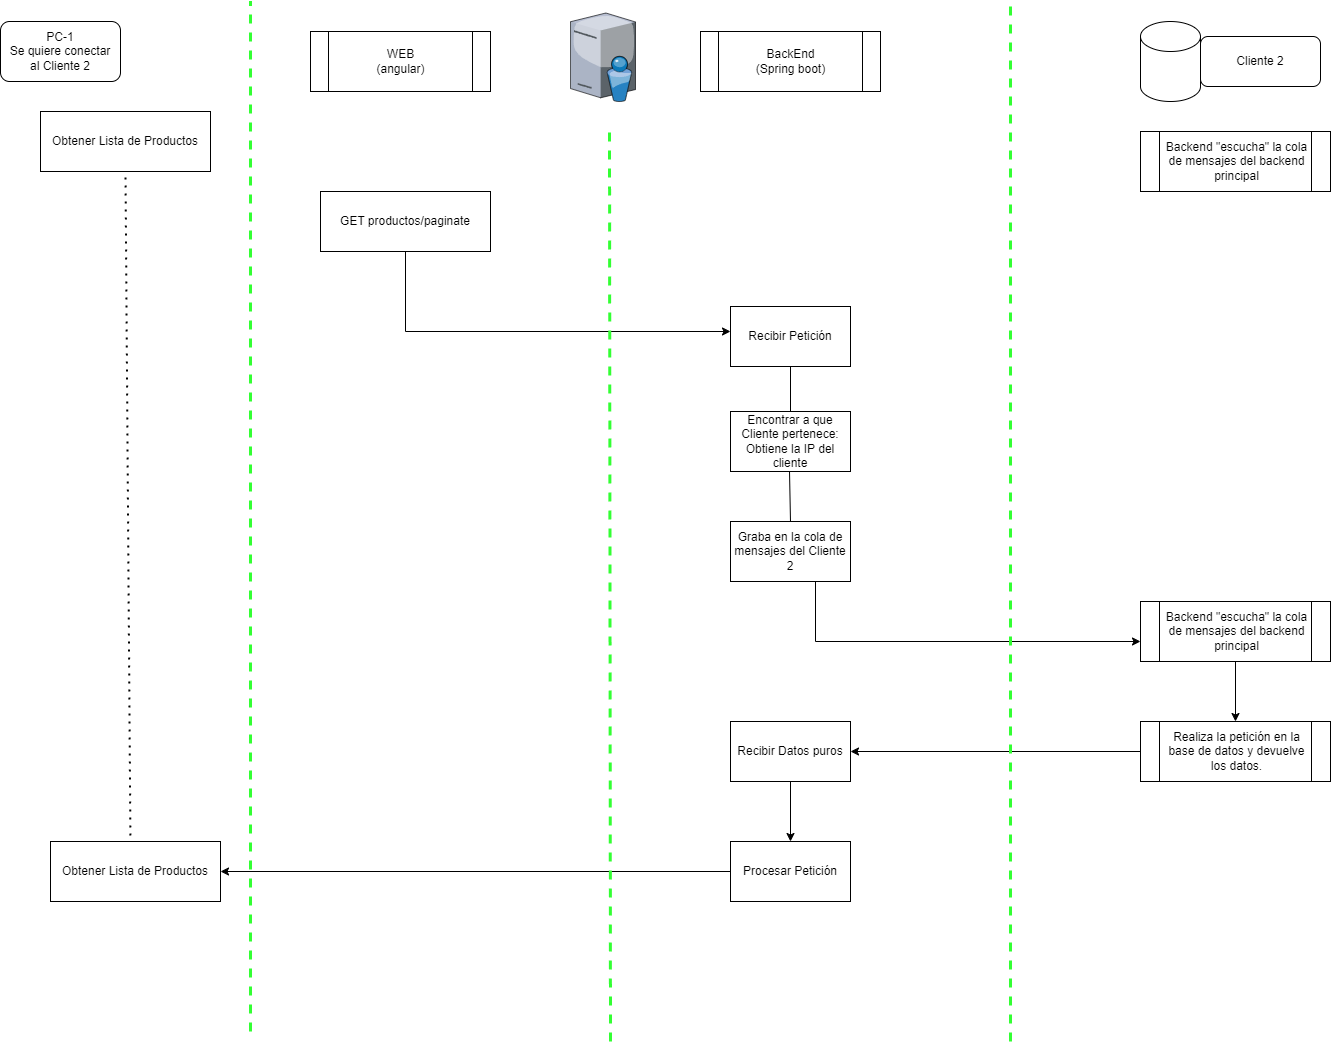 PC-1
Se quiere conectar
al Cliente 2
WEB
(angular)
BackEnd
(Spring boot)
Cliente 2
Obtener Lista de Productos
Backend "escucha" la cola
de mensajes del backend
principal
GET productos/paginate
Recibir Petición
Encontrar a que
Cliente pertenece:
Obtiene la IP del
cliente
Graba en la cola de
mensajes del Cliente
2
Backend "escucha" la cola
de mensajes del backend
principal
Recibir Datos puros
Realiza la petición en la
base de datos y devuelve
los datos.
Obtener Lista de Productos
Procesar Petición